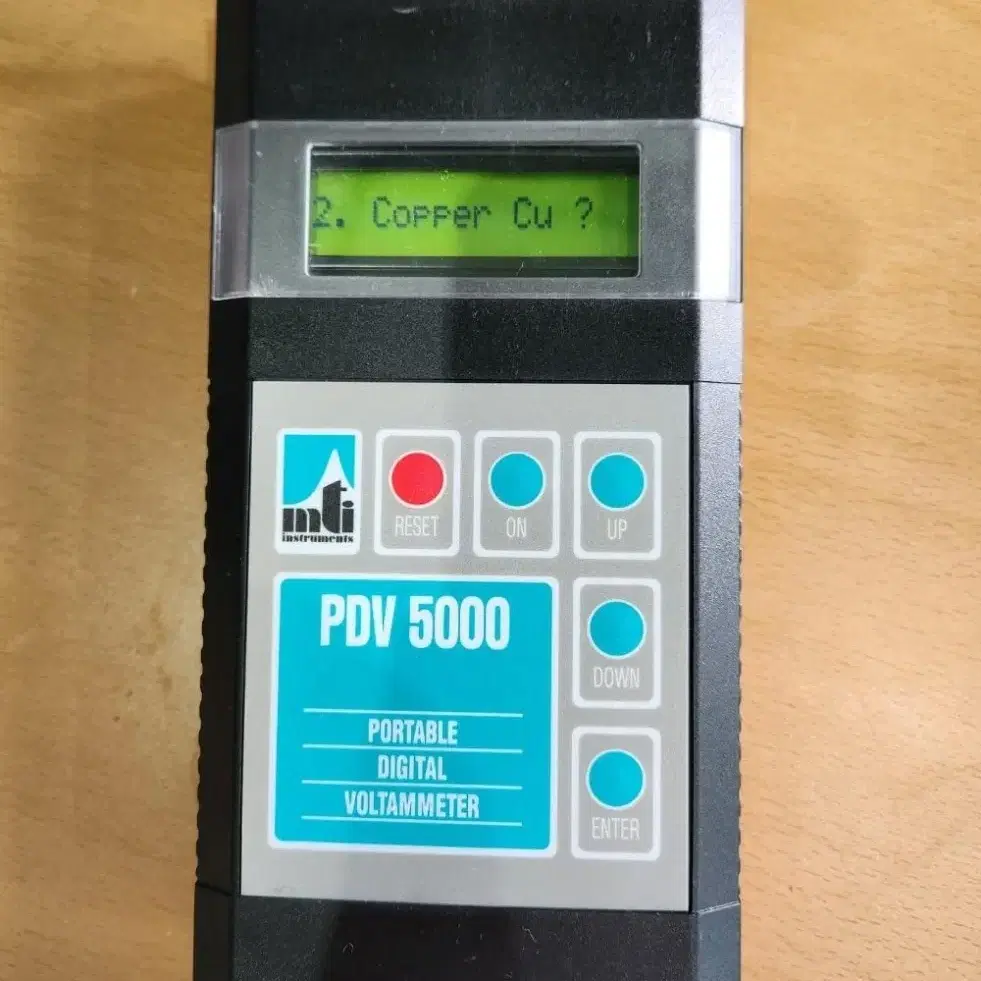 2. Copper Cu ?
mti
instruments
RESET
ON
UP
PDV 5000
DOWN
PORTABLE
DIGITAL
VOLTAMMETER
ENTER